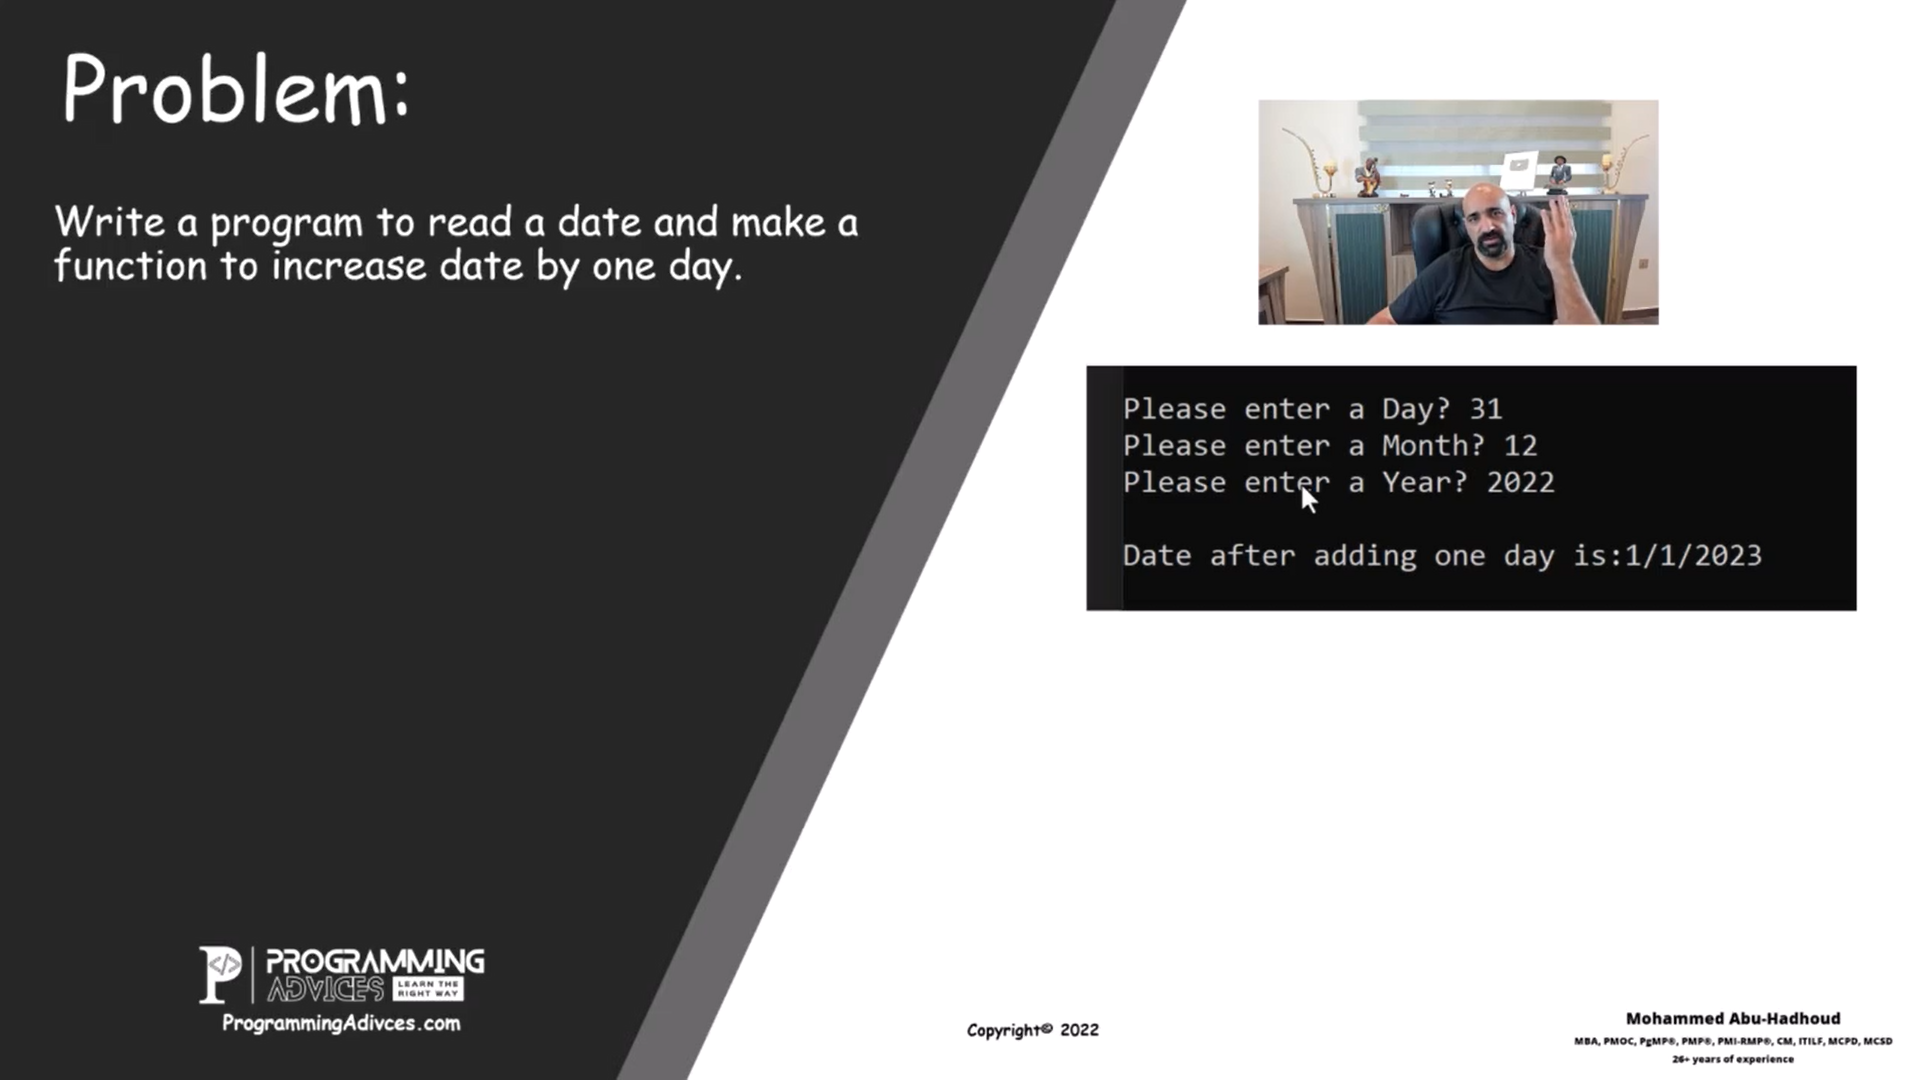 Problem:
Write a program to read a date and make a
function to increase date by one day.
Please enter a Day? 31
Please enter a Month? 12
Please enter a Year? 2022
Date after adding one day is:1/1/2023
P </> PROGRAMMING
ADVICES LEARN THE
RIGHT WAY
ProgrammingAdivces.com
Copyright© 2022
Mohammed Abu-Hadhoud
MBA, PMOC, PgMP®, PMP®, PMI-RMP®, CM, ITILF, MCPD, MCSD
26+ years of experience